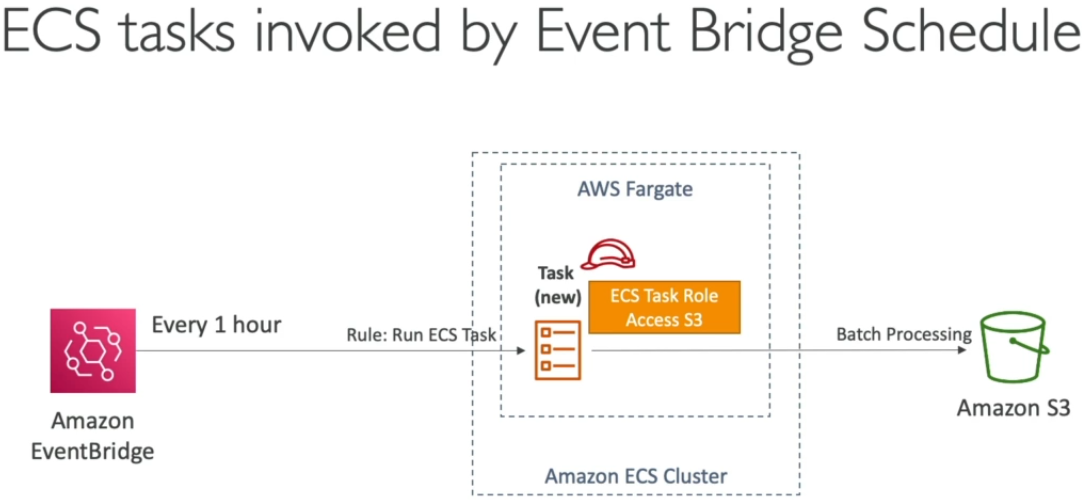 ECS tasks invoked by Event Bridge Schedule
AWS Fargate
Task
(new)
ECS Task Role
Access S3
Every 1 hour
Rule: Run ECS Task
Batch Processing
Amazon
EventBridge
Amazon S3
Amazon ECS Cluster